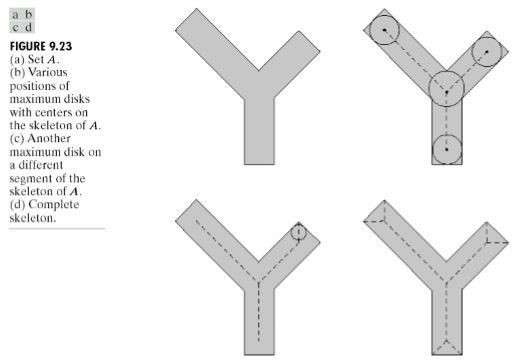 a b
c d
FIGURE 9.23
(a) Set A.
(b) Various
positions of
maximum disks
with centers on
the skeleton of A.
(c) Another
maximum disk on
a different
segment of the
skeleton of A.
(d) Complete
skeleton.